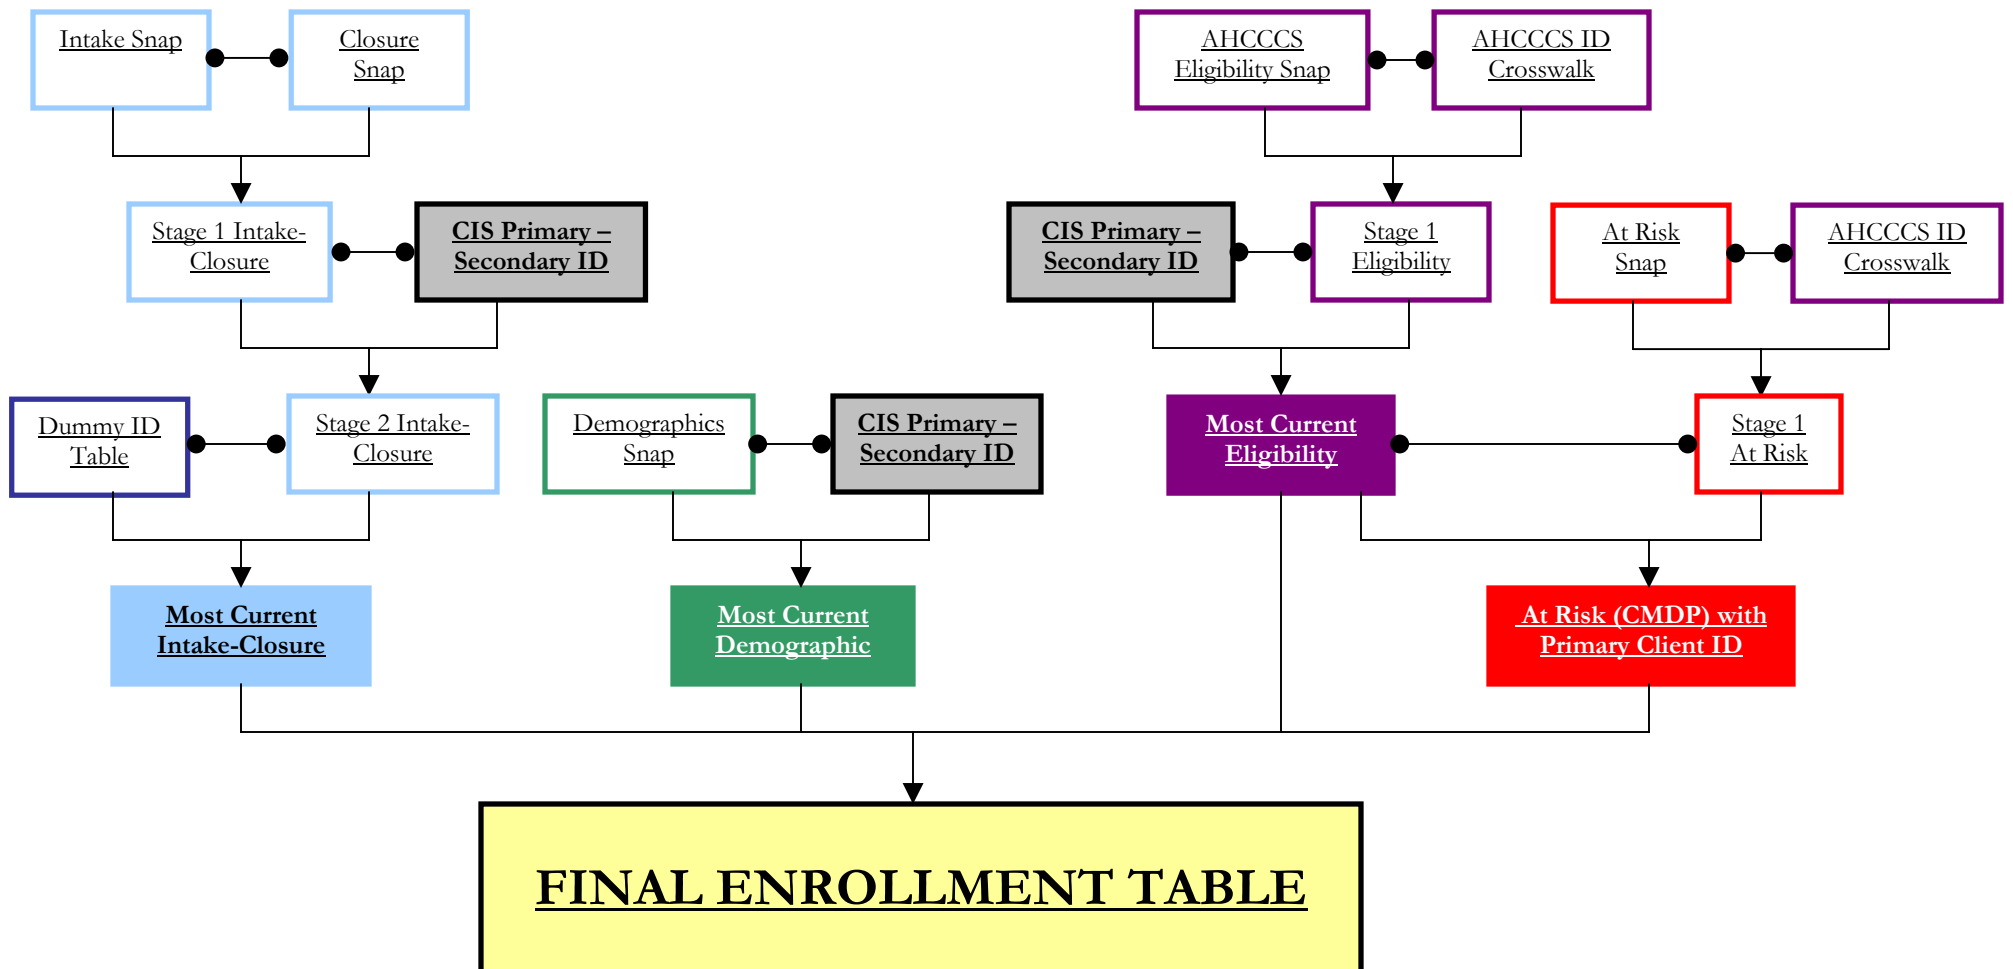 Intake Snap
Closure
Snap
AHCCCS
Eligibility Snap
AHCCCS ID
Crosswalk
Stage 1 Intake-
Closure
CIS Primary –
Secondary ID
CIS Primary –
Secondary ID
Stage 1
Eligibility
At Risk
Snap
AHCCCS ID
Crosswalk
Dummy ID
Table
Stage 2 Intake-
Closure
Demographics
Snap
CIS Primary –
Secondary ID
Most Current
Eligibility
Stage 1
At Risk
Most Current
Intake-Closure
Most Current
Demographic
At Risk (CMDP) with
Primary Client ID
FINAL ENROLLMENT TABLE